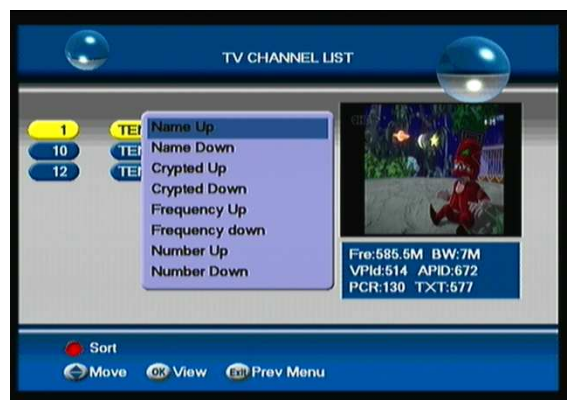 TV CHANNEL LIST
1
10
12
Name Up
Name Down
Crypted Up
Crypted Down
Frequency Up
Frequency down
Number Up
Number Down
Fre:585.5M BW:7M
VPId:514 APID:672
PCR:130 TXT:577
Sort
Move OK View Exit Prev Menu